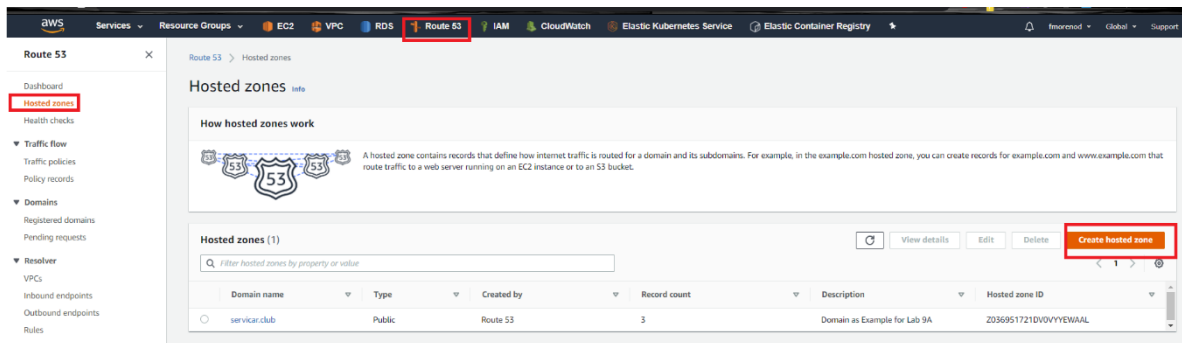 aws Services Resource Groups EC2 VPC RDS Route 53 IAM CloudWatch Elastic Kubernetes Service Elastic Container Registry fmorenod Global Support
Route 53
Dashboard
Hosted zones
Health checks
Traffic flow
Traffic policies
Policy records
Domains
Registered domains
Pending requests
Resolver
VPCs
Inbound endpoints
Outbound endpoints
Rules
Route 53 > Hosted zones
Hosted zones Info
How hosted zones work
53 53 53 53 53
A hosted zone contains records that define how internet traffic is routed for a domain and its subdomains. For example, in the example.com hosted zone, you can create records for example.com and www.example.com that
route traffic to a web server running on an EC2 instance or to an S3 bucket.
Hosted zones (1) View details Edit Delete Create hosted zone
Filter hosted zones by property or value < 1 >
Domain name Type Created by Record count Description Hosted zone ID
servicar.club Public Route 53 3 Domain as Example for Lab 9A Z036951721DV0VYYEWAAL